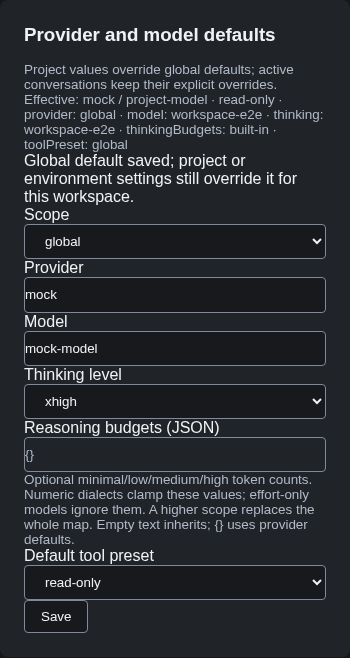 Provider and model defaults
Project values override global defaults; active
conversations keep their explicit overrides.
Effective: mock / project-model · read-only ·
provider: global · model: workspace-e2e · thinking:
workspace-e2e · thinkingBudgets: built-in ·
toolPreset: global
Global default saved; project or
environment settings still override it for
this workspace.
Scope
global
Provider
mock
Model
mock-model
Thinking level
xhigh
Reasoning budgets (JSON)
{}
Optional minimal/low/medium/high token counts.
Numeric dialects clamp these values; effort-only
models ignore them. A higher scope replaces the
whole map. Empty text inherits; {} uses provider
defaults.
Default tool preset
read-only
Save